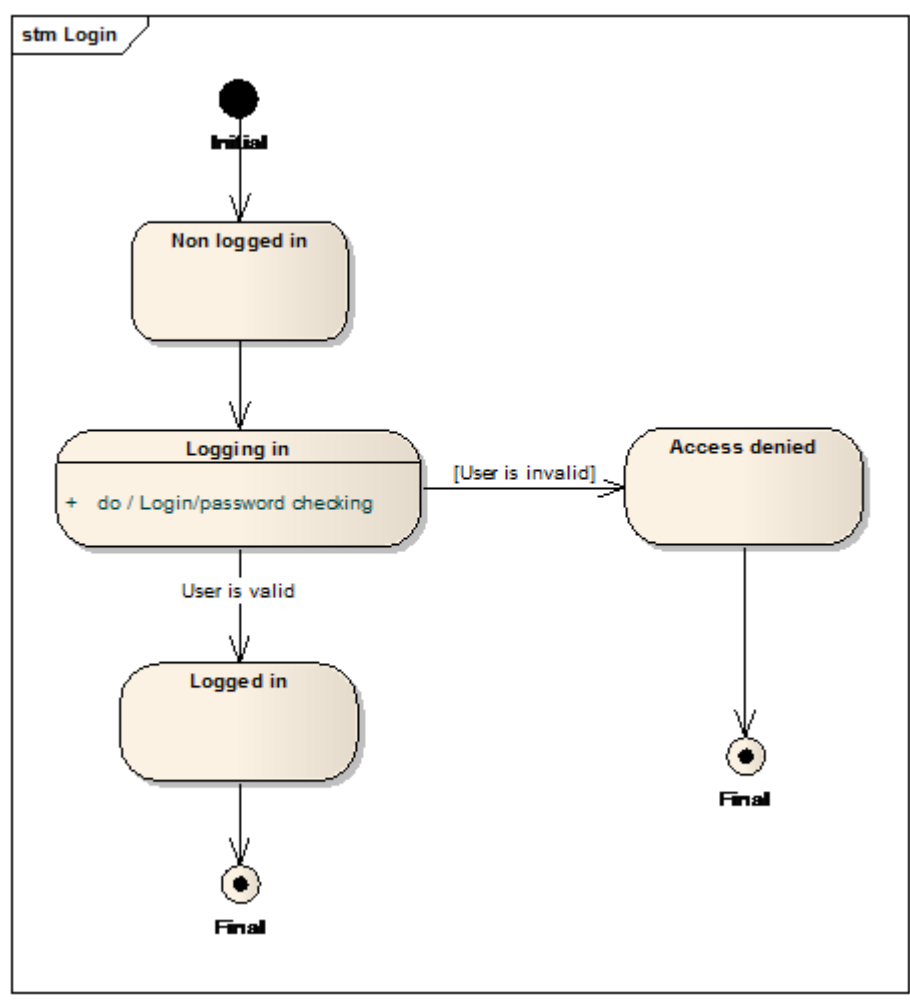 stm Login
Initial
Non logged in
Logging in
+ do / Login/password checking
[User is invalid]
Access denied
User is valid
Logged in
Final
Final